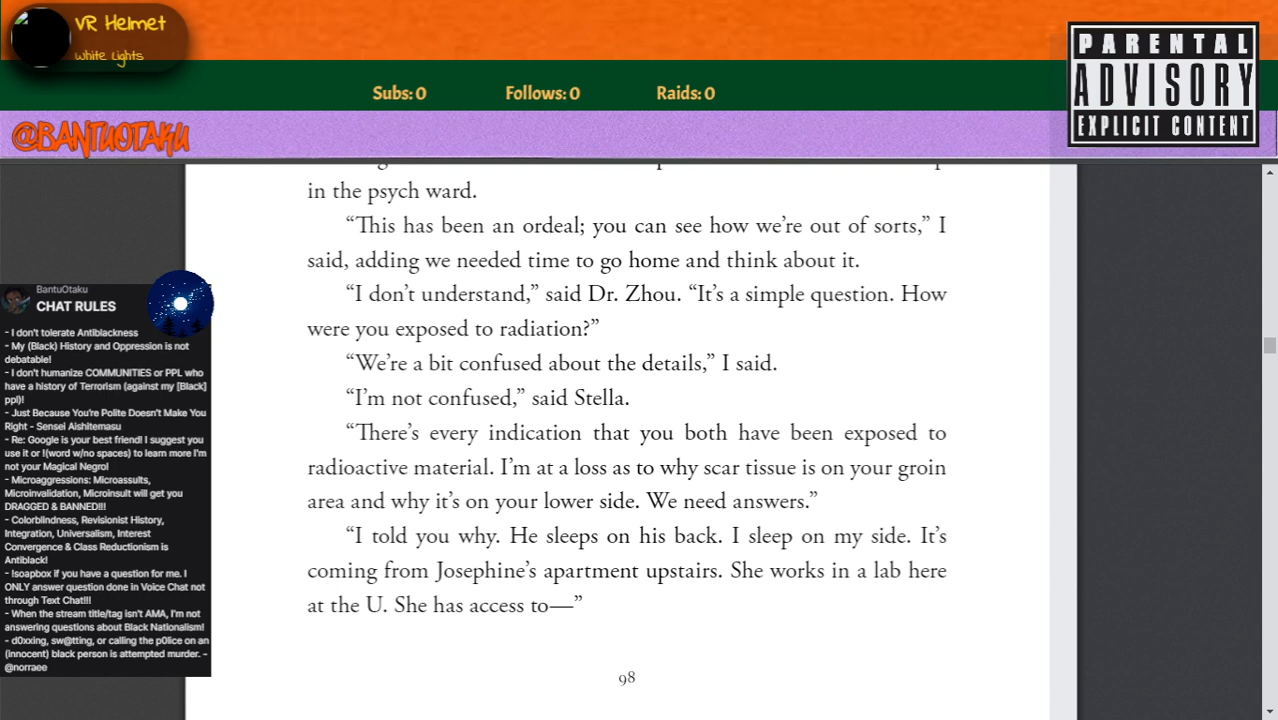 VR Helmet
White Lights
Subs: 0
Follows: 0
Raids: 0
@BANTUOTAKU
PARENTAL
ADVISORY
EXPLICIT CONTENT
in the psych ward.
“This has been an ordeal; you can see how we’re out of sorts,” I
said, adding we needed time to go home and think about it.
“I don’t understand,” said Dr. Zhou. “It’s a simple question. How
were you exposed to radiation?”
“We’re a bit confused about the details,” I said.
“I’m not confused,” said Stella.
“There’s every indication that you both have been exposed to
radioactive material. I’m at a loss as to why scar tissue is on your groin
area and why it’s on your lower side. We need answers.”
“I told you why. He sleeps on his back. I sleep on my side. It’s
coming from Josephine’s apartment upstairs. She works in a lab here
at the U. She has access to—”
98
BantuOtaku
CHAT RULES
- I don't tolerate Antiblackness
- My (Black) History and Oppression is not
debatable!
- I don't humanize COMMUNITIES or PPL who
have a history of Terrorism (against my [Black]
ppl)!
- Just Because You're Polite Doesn't Make You
Right - Sensei Aishitemasu
- Re: Google is your best friend! I suggest you
use it or !(word w/no spaces) to learn more I'm
not your Magical Negro!
- Microaggressions: Microassults,
Microinvalidation, Microinsult will get you
DRAGGED & BANNED!!!
- Colorblindness, Revisionist History,
Integration, Universalism, Interest
Convergence & Class Reductionism is
Antiblack!
- !soapbox if you have a question for me. I
ONLY answer question done in Voice Chat not
through Text Chat!!!
- When the stream title/tag isn't AMA, I'm not
answering questions about Black Nationalism!
- d0xxing, sw@tting, or calling the p0lice on an
(innocent) black person is attempted murder. -
@norraee